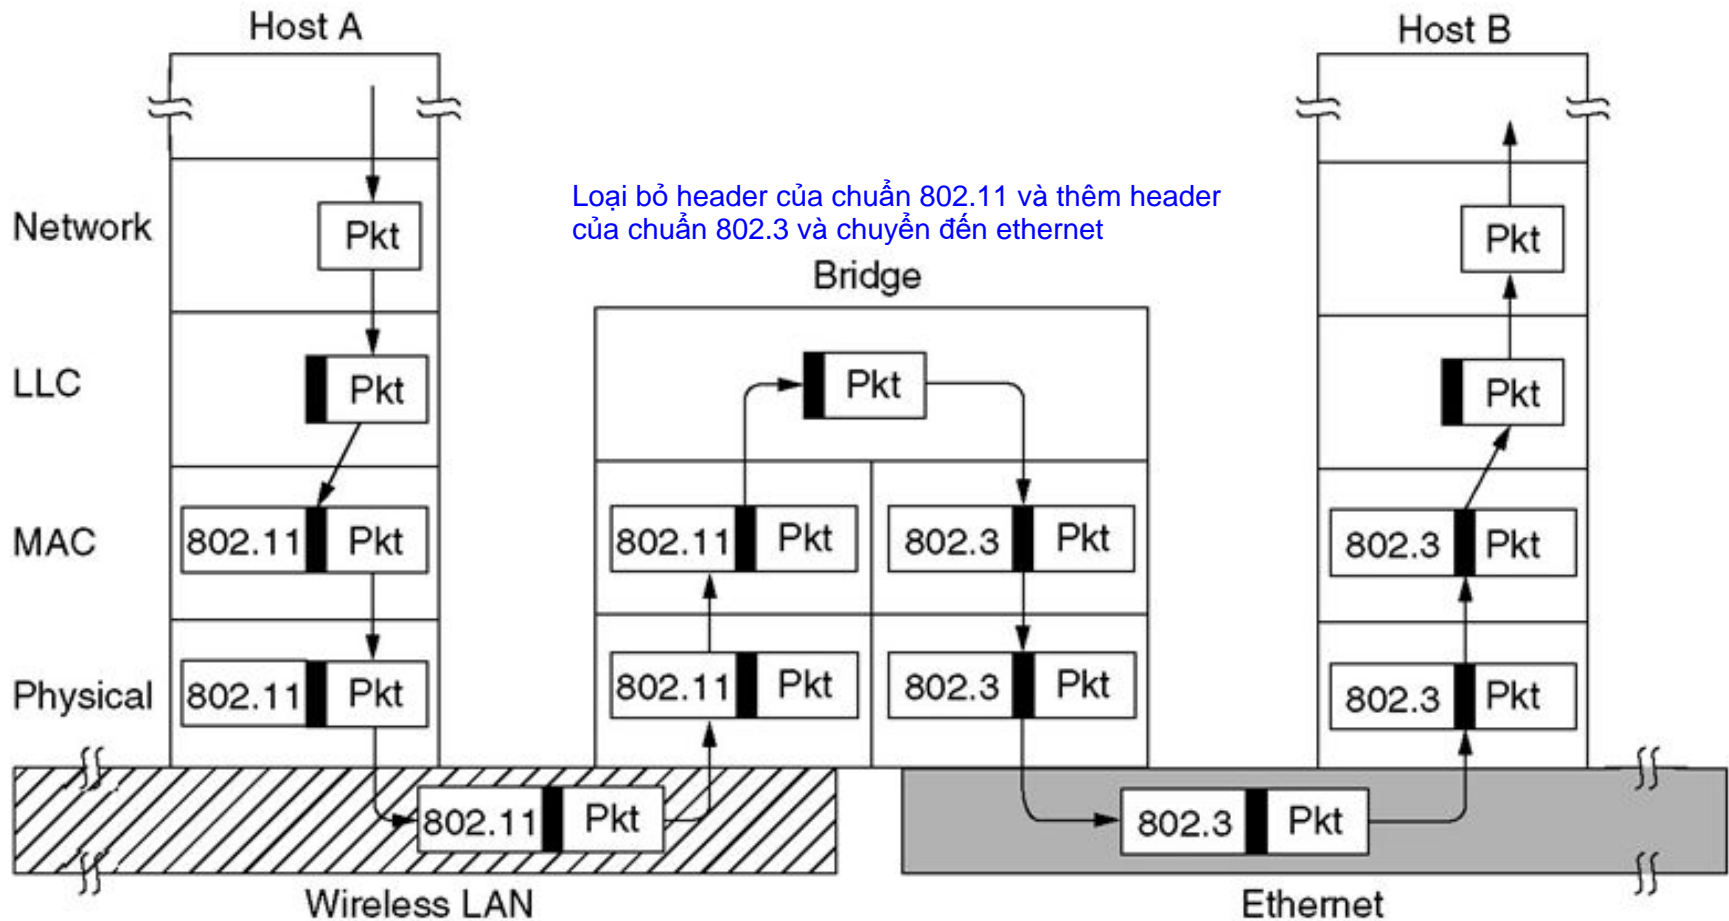 Host A
Host B
Loại bỏ header của chuẩn 802.11 và thêm header
của chuẩn 802.3 và chuyển đến ethernet
Network
Pkt
Pkt
Bridge
LLC
Pkt
Pkt
Pkt
MAC
802.11 Pkt
802.11 Pkt
802.3 Pkt
802.3 Pkt
Physical
802.11 Pkt
802.11 Pkt
802.3 Pkt
802.3 Pkt
802.11 Pkt
802.3 Pkt
Wireless LAN
Ethernet